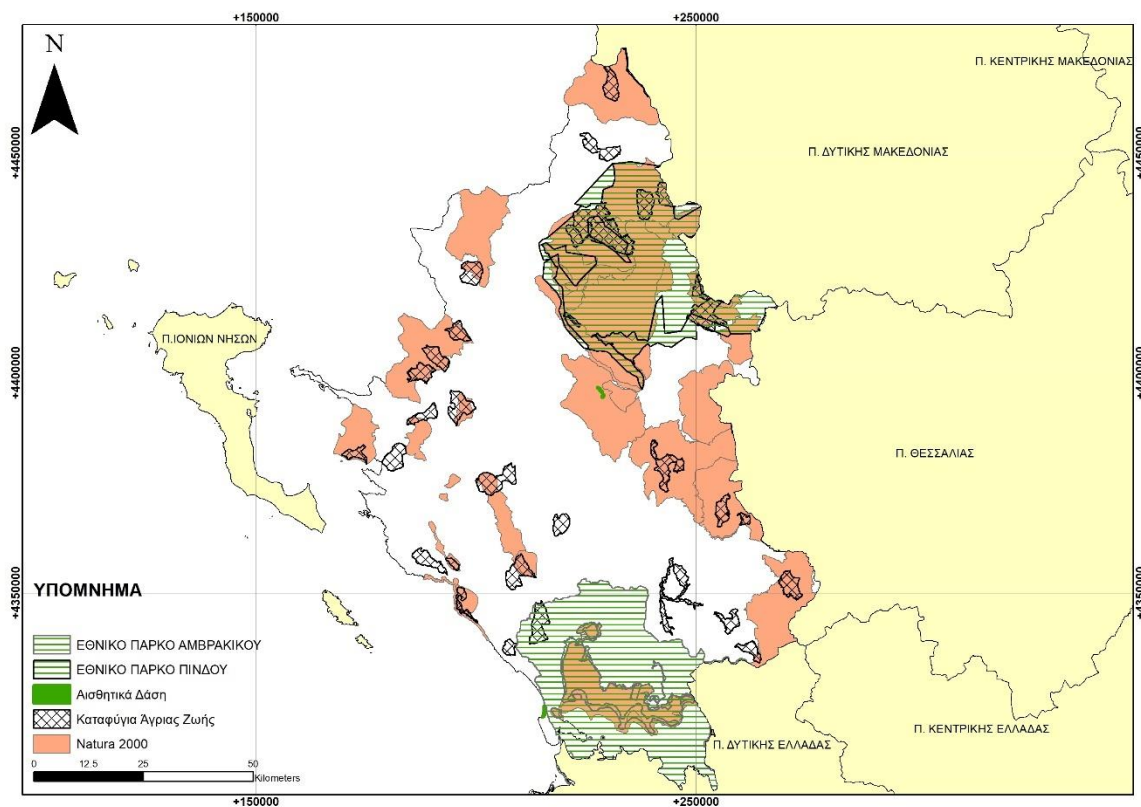 +150000
+250000
N
Π. ΚΕΝΤΡΙΚΗΣ ΜΑΚΕΔΟΝΙΑΣ
+4450000
+4450000
Π. ΔΥΤΙΚΗΣ ΜΑΚΕΔΟΝΙΑΣ
Π.ΙΟΝΙΩΝ ΝΗΣΩΝ
+4400000
+4400000
Π. ΘΕΣΣΑΛΙΑΣ
ΥΠΟΜΝΗΜΑ
+4350000
+4350000
ΕΘΝΙΚΟ ΠΑΡΚΟ ΑΜΒΡΑΚΙΚΟΥ
ΕΘΝΙΚΟ ΠΑΡΚΟ ΠΙΝΔΟΥ
Αισθητικά Δάση
Καταφύγια Άγριας Ζωής
Natura 2000
Π. ΔΥΤΙΚΗΣ ΕΛΛΑΔΑΣ
Π. ΚΕΝΤΡΙΚΗΣ ΕΛΛΑΔΑΣ
0 12.5 25 50
Kilometers
+150000
+250000